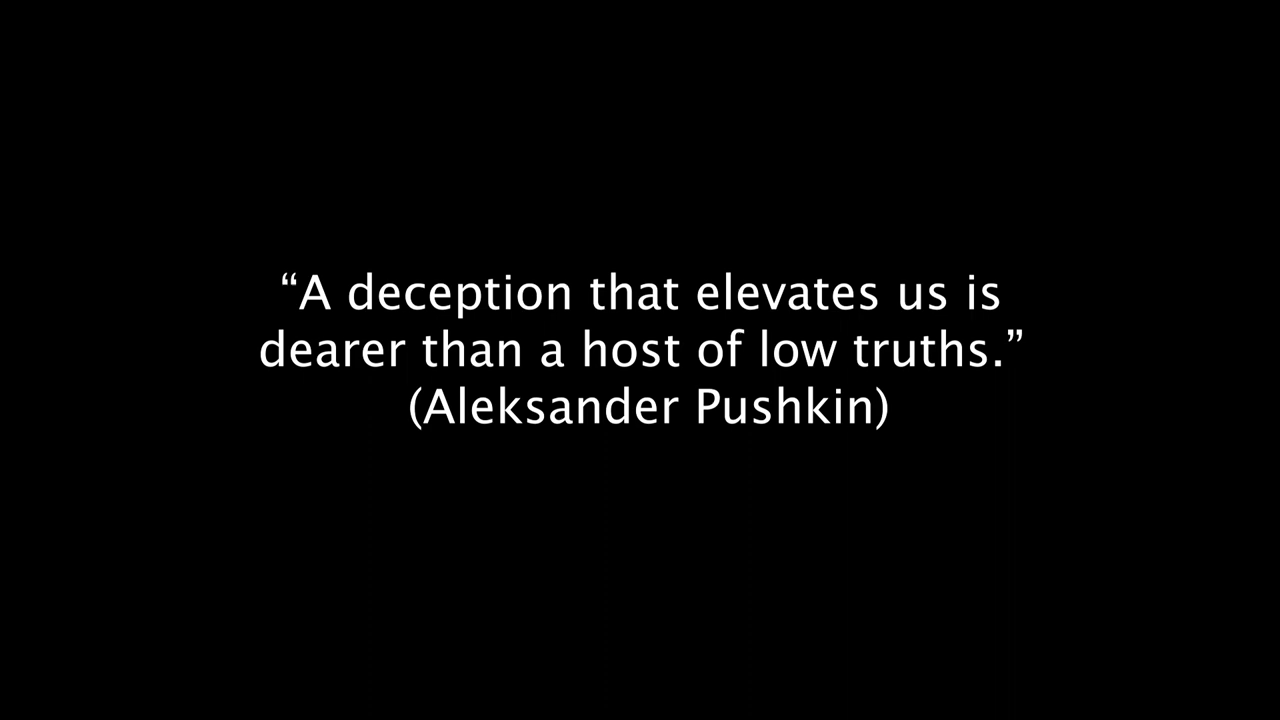 “A deception that elevates us is
dearer than a host of low truths.”
(Aleksander Pushkin)